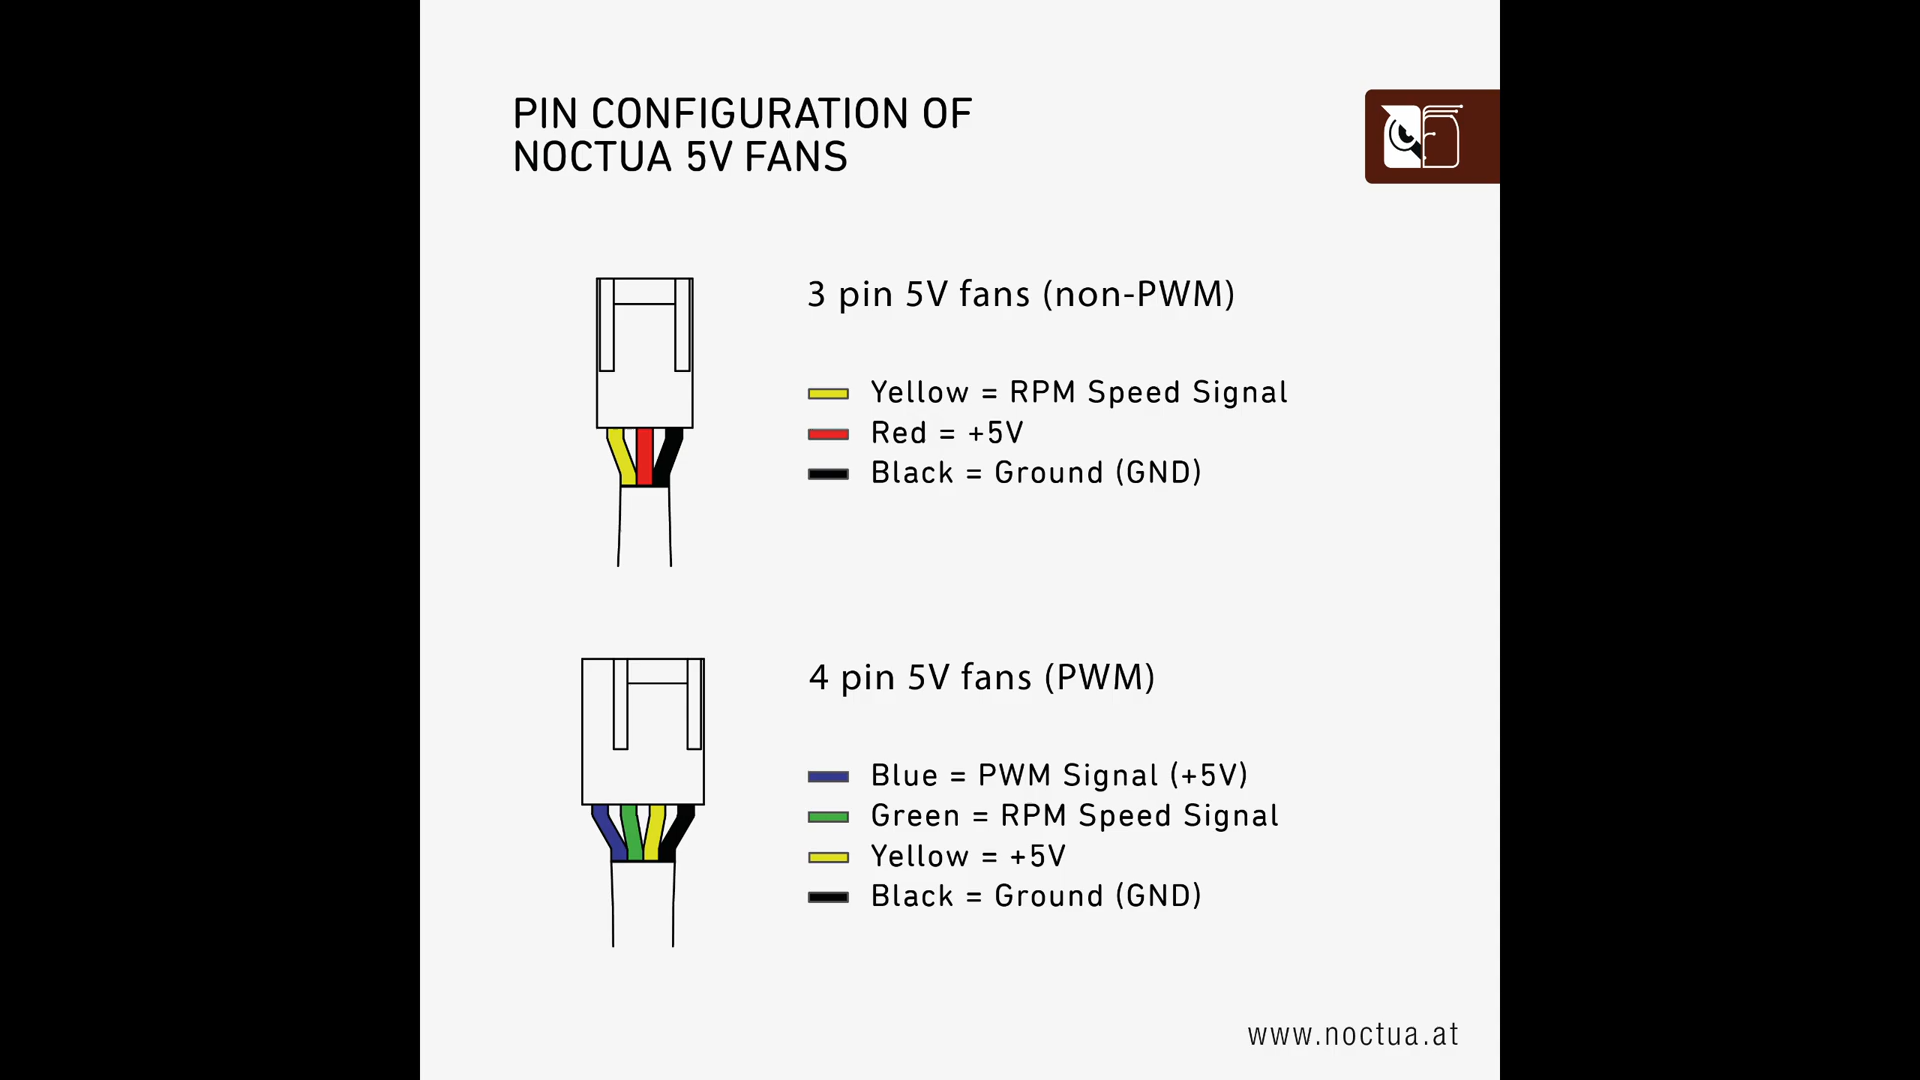 PIN CONFIGURATION OF
NOCTUA 5V FANS
3 pin 5V fans (non-PWM)
Yellow = RPM Speed Signal
Red = +5V
Black = Ground (GND)
4 pin 5V fans (PWM)
Blue = PWM Signal (+5V)
Green = RPM Speed Signal
Yellow = +5V
Black = Ground (GND)
www.noctua.at